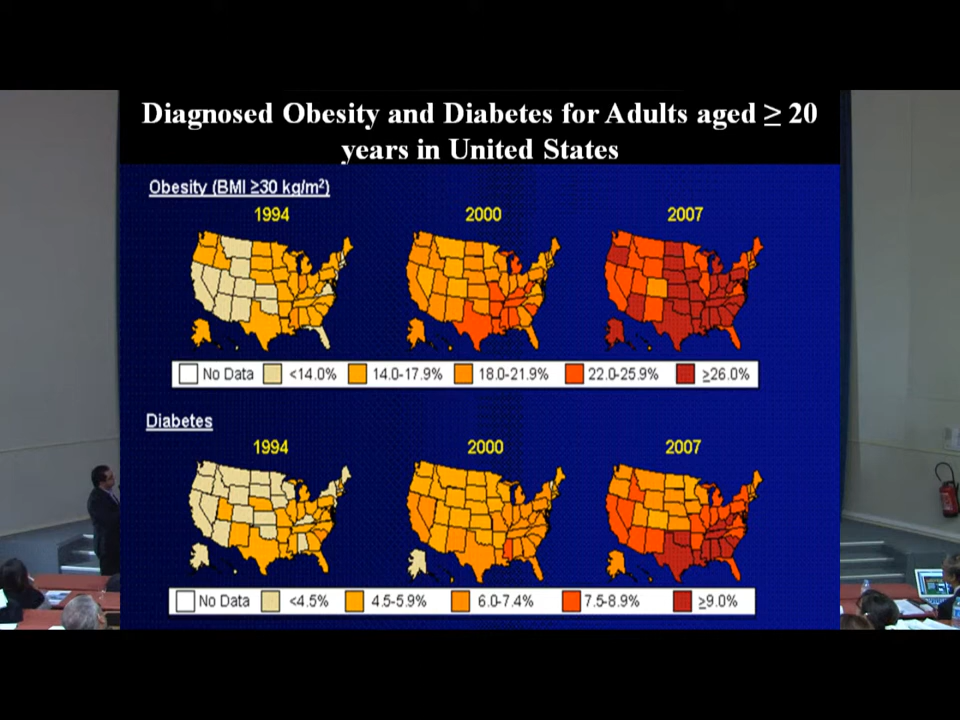 Diagnosed Obesity and Diabetes for Adults aged ≥ 20
years in United States
Obesity (BMI ≥30 kg/m²)
1994 2000 2007
No Data <14.0% 14.0-17.9% 18.0-21.9% 22.0-25.9% ≥26.0%
Diabetes
1994 2000 2007
No Data <4.5% 4.5-5.9% 6.0-7.4% 7.5-8.9% ≥9.0%